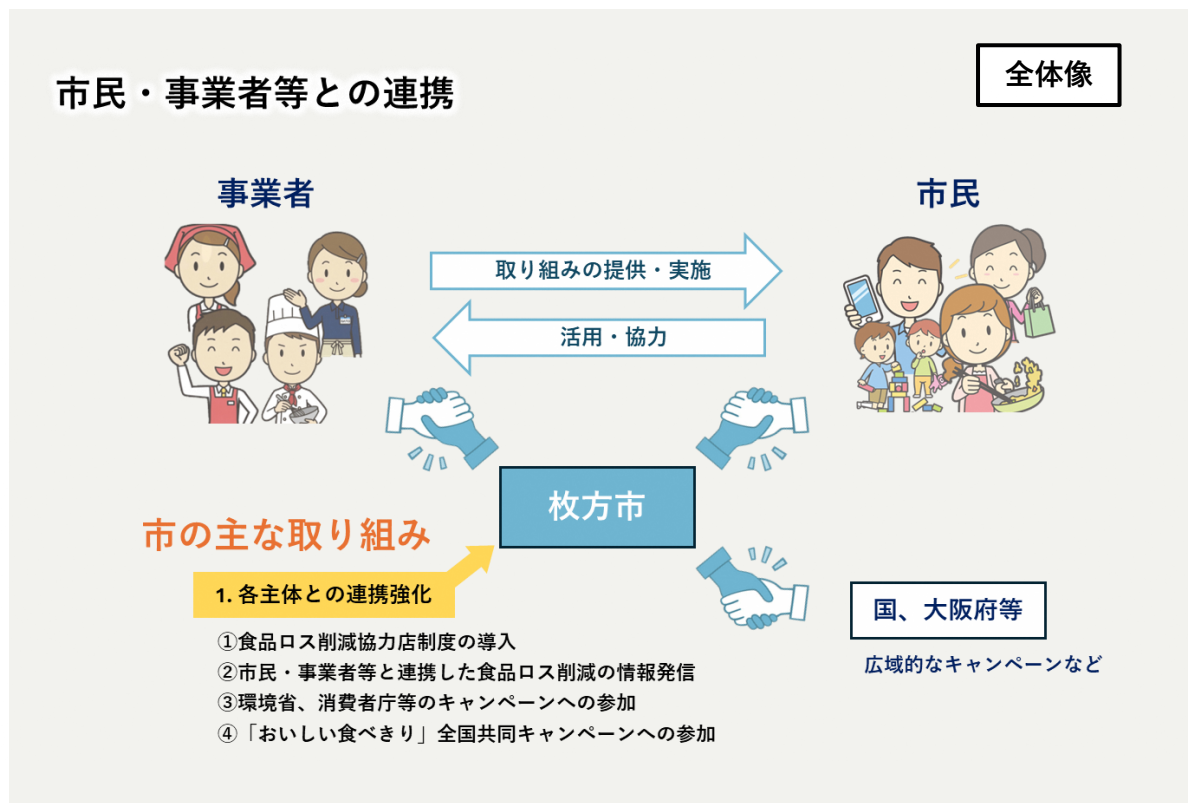 市民・事業者等との連携
全体像
事業者
市民
取り組みの提供・実施
活用・協力
枚方市
市の主な取り組み
1. 各主体との連携強化
①食品ロス削減協力店制度の導入
②市民・事業者等と連携した食品ロス削減の情報発信
③環境省、消費者庁等のキャンペーンへの参加
④「おいしい食べきり」全国共同キャンペーンへの参加
国、大阪府等
広域的なキャンペーンなど